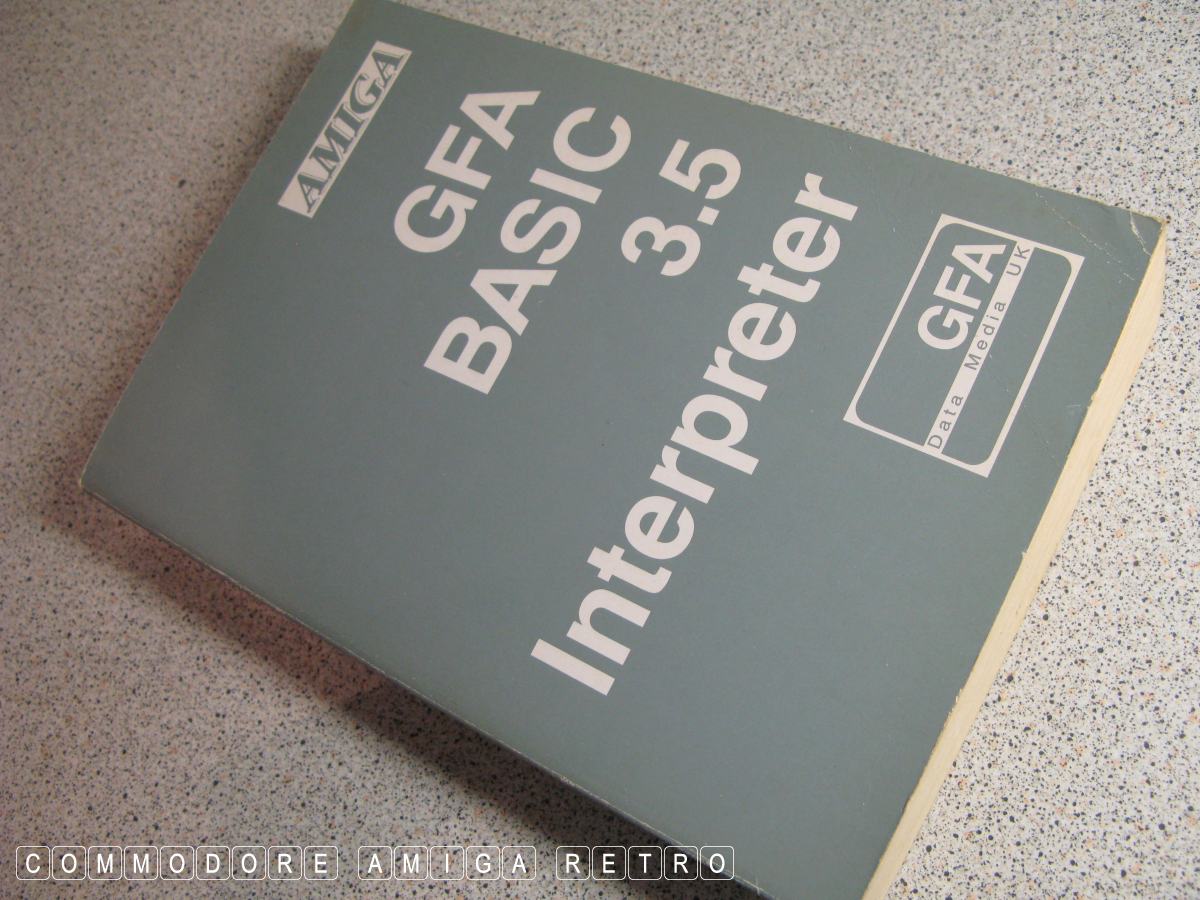 AMIGA
GFA
BASIC
3.5
Interpreter
GFA
Data Media UK
COMMODORE AMIGA RETRO